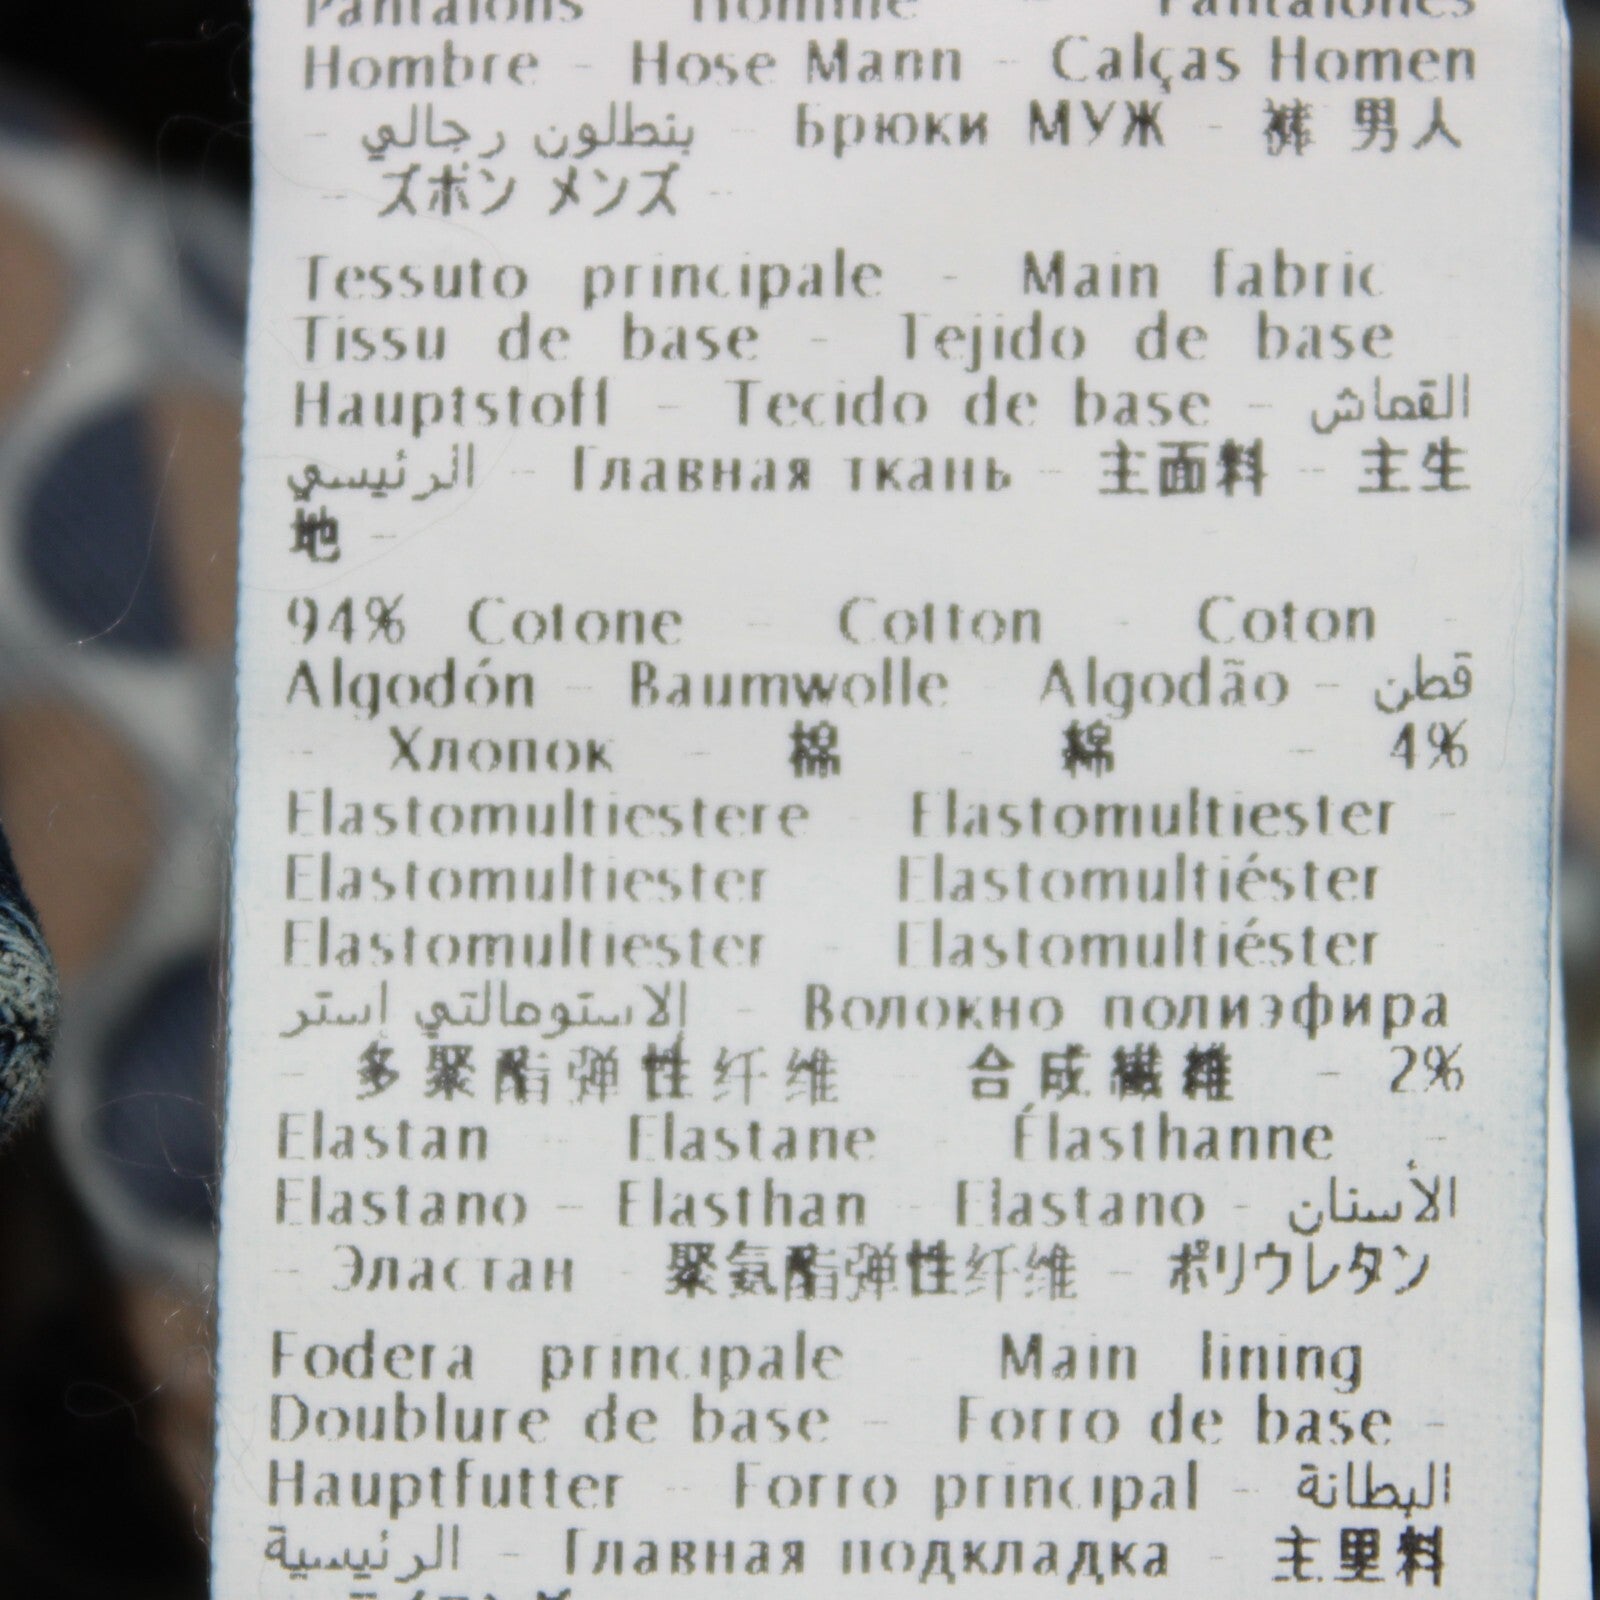 Pantalons Homme - Pantalones
Hombre - Hose Mann - Calças Homen
- بنطلون رجالي - Брюки МУЖ - 裤 男人
- ズボン メンズ -
Tessuto principale - Main fabric -
Tissu de base - Tejido de base -
Hauptstoff - Tecido de base - القماش
الرئيسي - Главная ткань - 主面料 - 主生
地 -
94% Cotone - Cotton - Coton -
Algodón - Baumwolle - Algodão - قطن
- Хлопок - 棉 - 綿 - 4%
Elastomultiestere - Elastomultiester -
Elastomultiester - Elastomultiéster -
Elastomultiester - Elastomultiéster -
الاستومالتي استر - Волокно полиэфира
- 多聚酯弹性纤维 - 合成繊維 - 2%
Elastan - Elastane - Élasthanne -
Elastano - Elasthan - Elastano - الأستان
- Эластан - 聚氨酯弹性纤维 - ポリウレタン
Fodera principale - Main lining -
Doublure de base - Forro de base -
Hauptfutter - Forro principal - البطانة
الرئيسية - Главная подкладка - 主里料